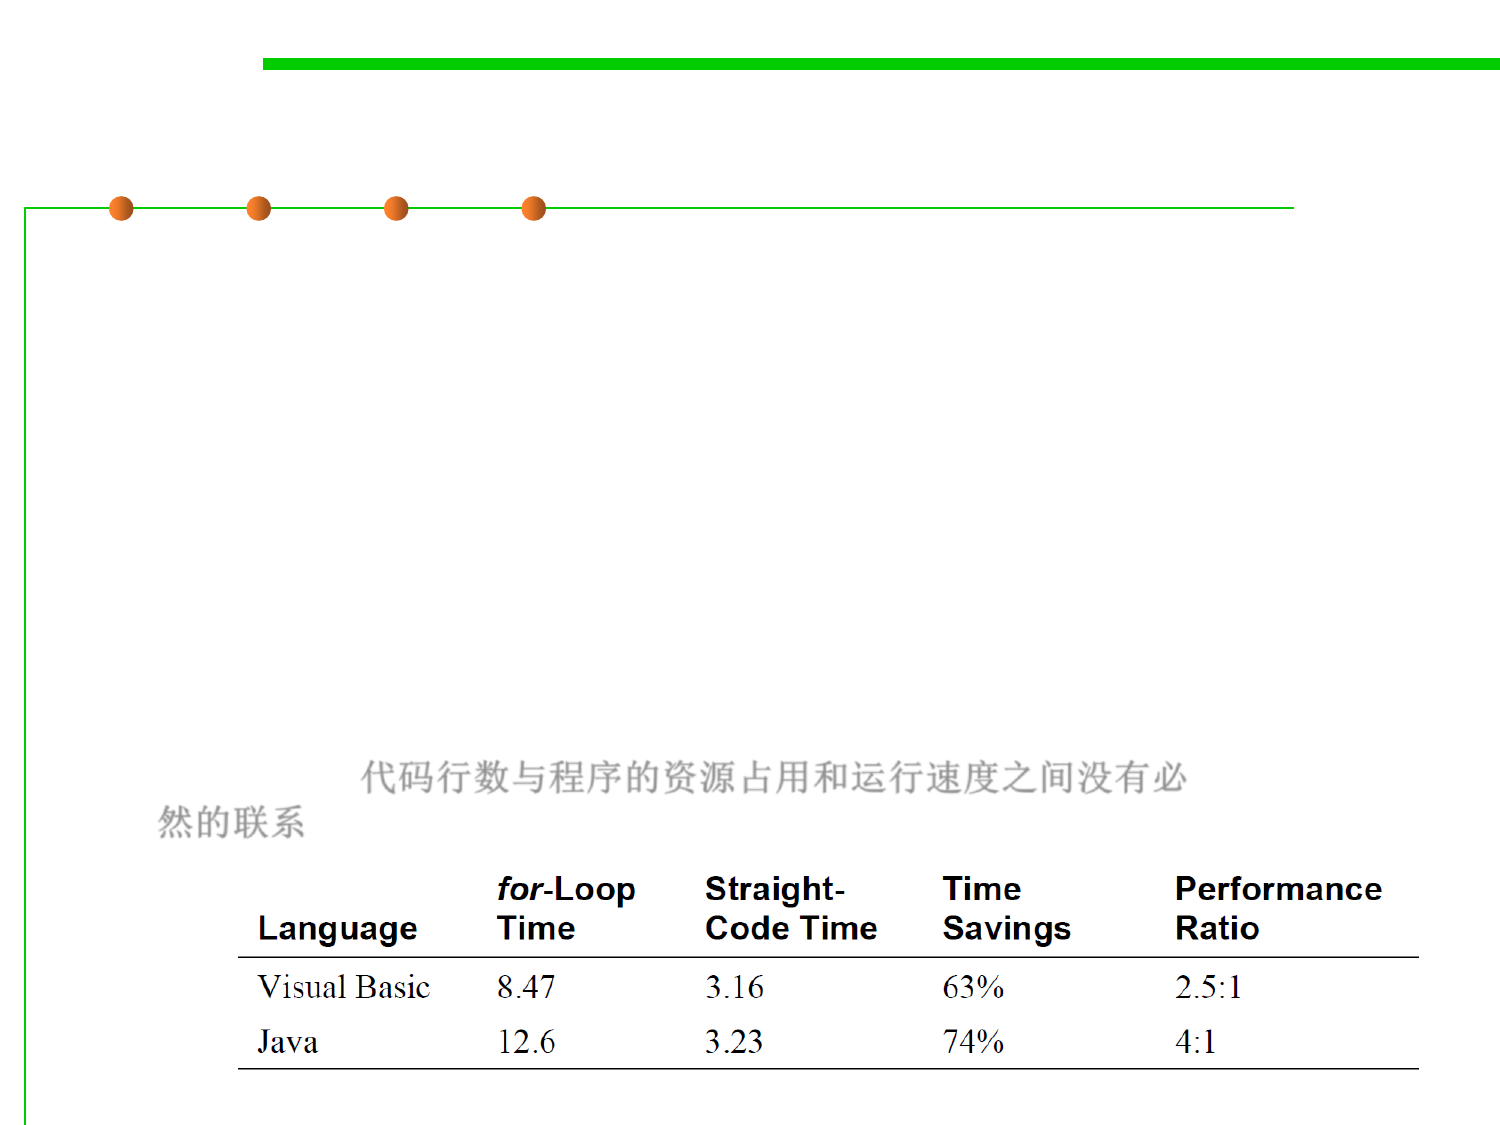 代码行数与程序的资源占用和运行速度之间没有必
然的联系
for-Loop Straight- Time Performance
Language Time Code Time Savings Ratio
Visual Basic 8.47 3.16 63% 2.5:1
Java 12.6 3.23 74% 4:1